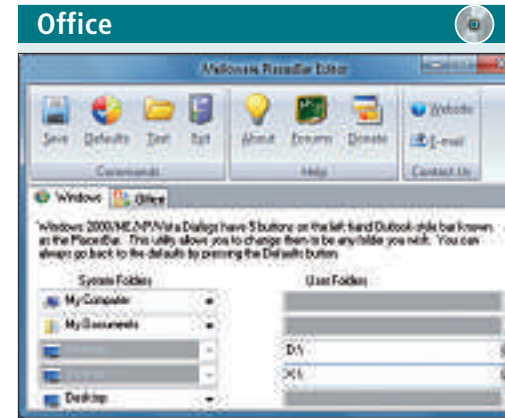 Office
Melloware PlacesBar Editor
Save Defaults Test Exit About Forums Donate Website
E-mail
Commands Help Contact Us
Windows Office
Windows 2000/ME/XP/Vista Dialogs have 5 buttons on the left hand Outlook-style bar known
as the PlacesBar. This utility allows you to change them to be any folder you wish. You can
always go back to the defaults by pressing the Defaults button.
System Folders User Folders
My Computer
My Documents
D:\
X:\
Desktop